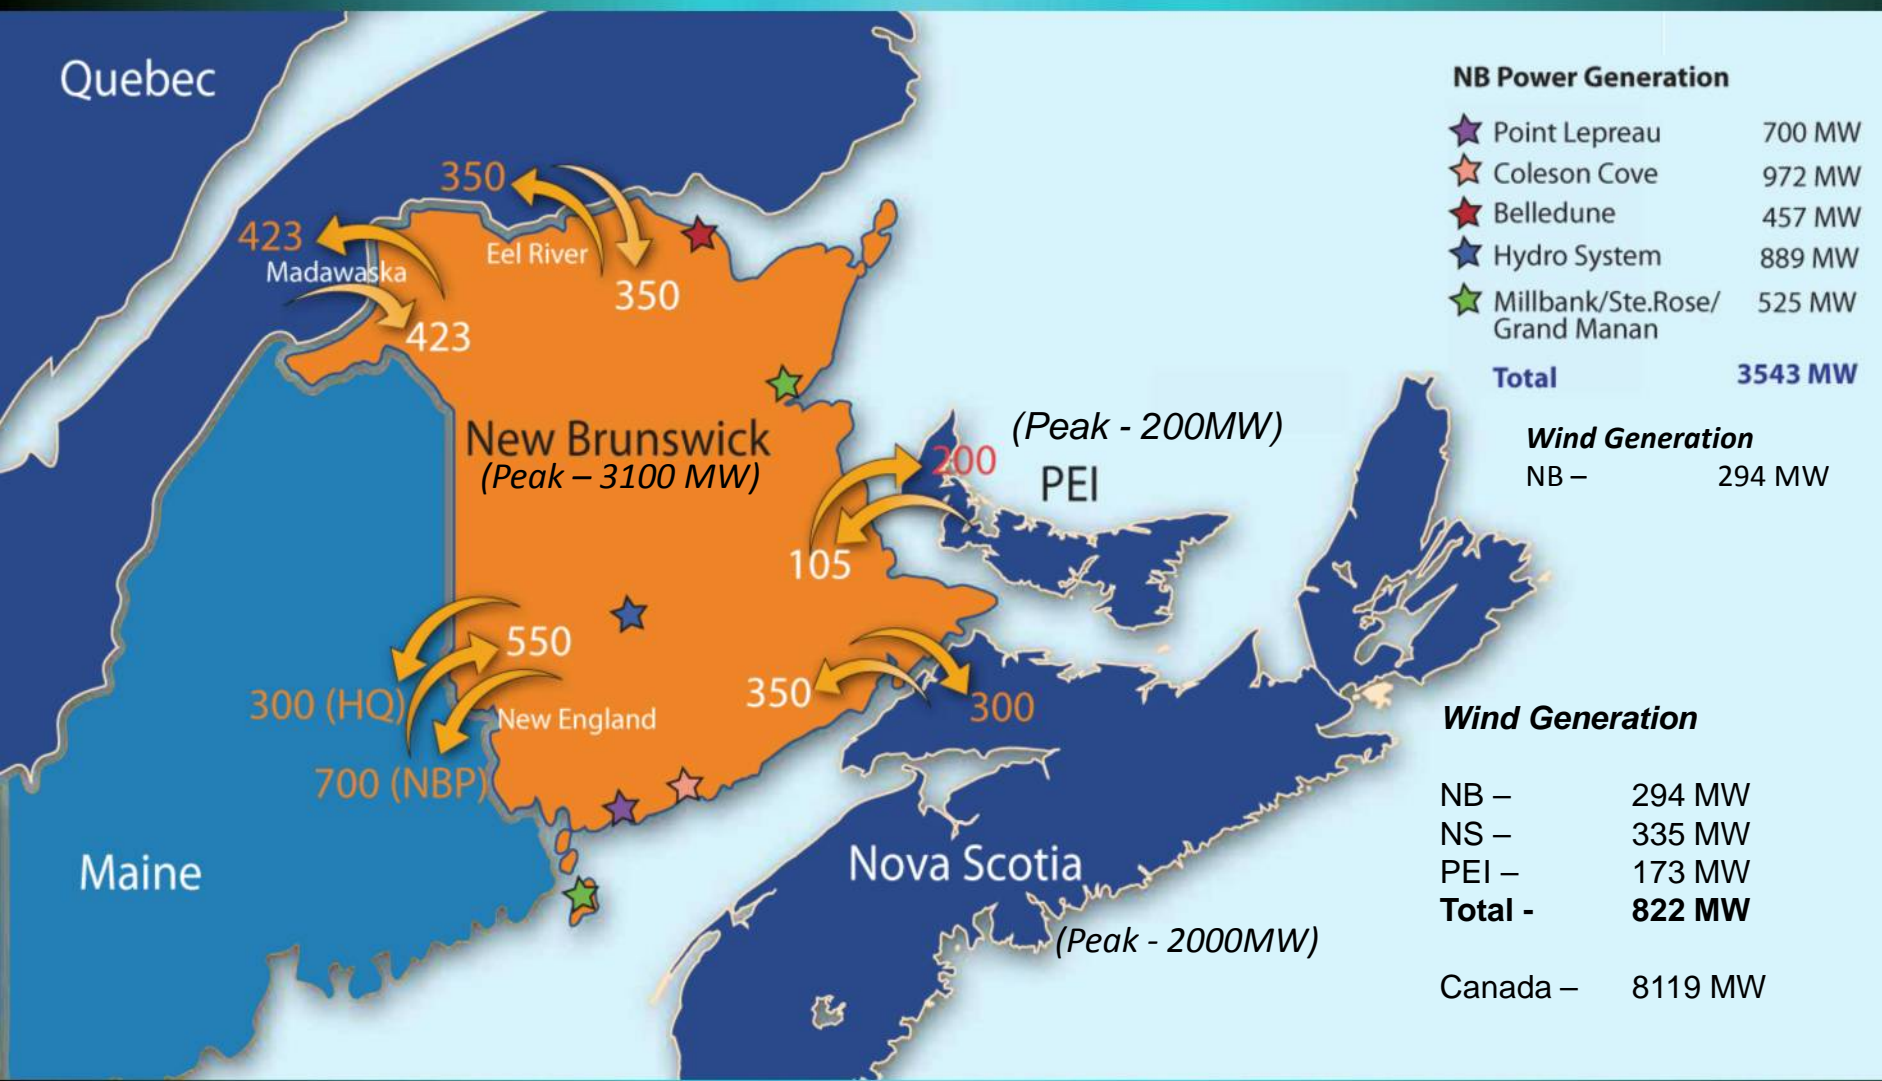 Quebec
NB Power Generation
Point Lepreau 700 MW
Coleson Cove 972 MW
Belledune 457 MW
Hydro System 889 MW
Millbank/Ste.Rose/ 525 MW
Grand Manan
Total 3543 MW
Wind Generation
NB – 294 MW
350
423
Madawaska
Eel River
350
423
New Brunswick
(Peak – 3100 MW)
(Peak - 200MW)
200
PEI
105
550
300 (HQ)
New England
700 (NBP)
350
300
Maine
Nova Scotia
(Peak - 2000MW)
Wind Generation
NB – 294 MW
NS – 335 MW
PEI – 173 MW
Total - 822 MW
Canada – 8119 MW